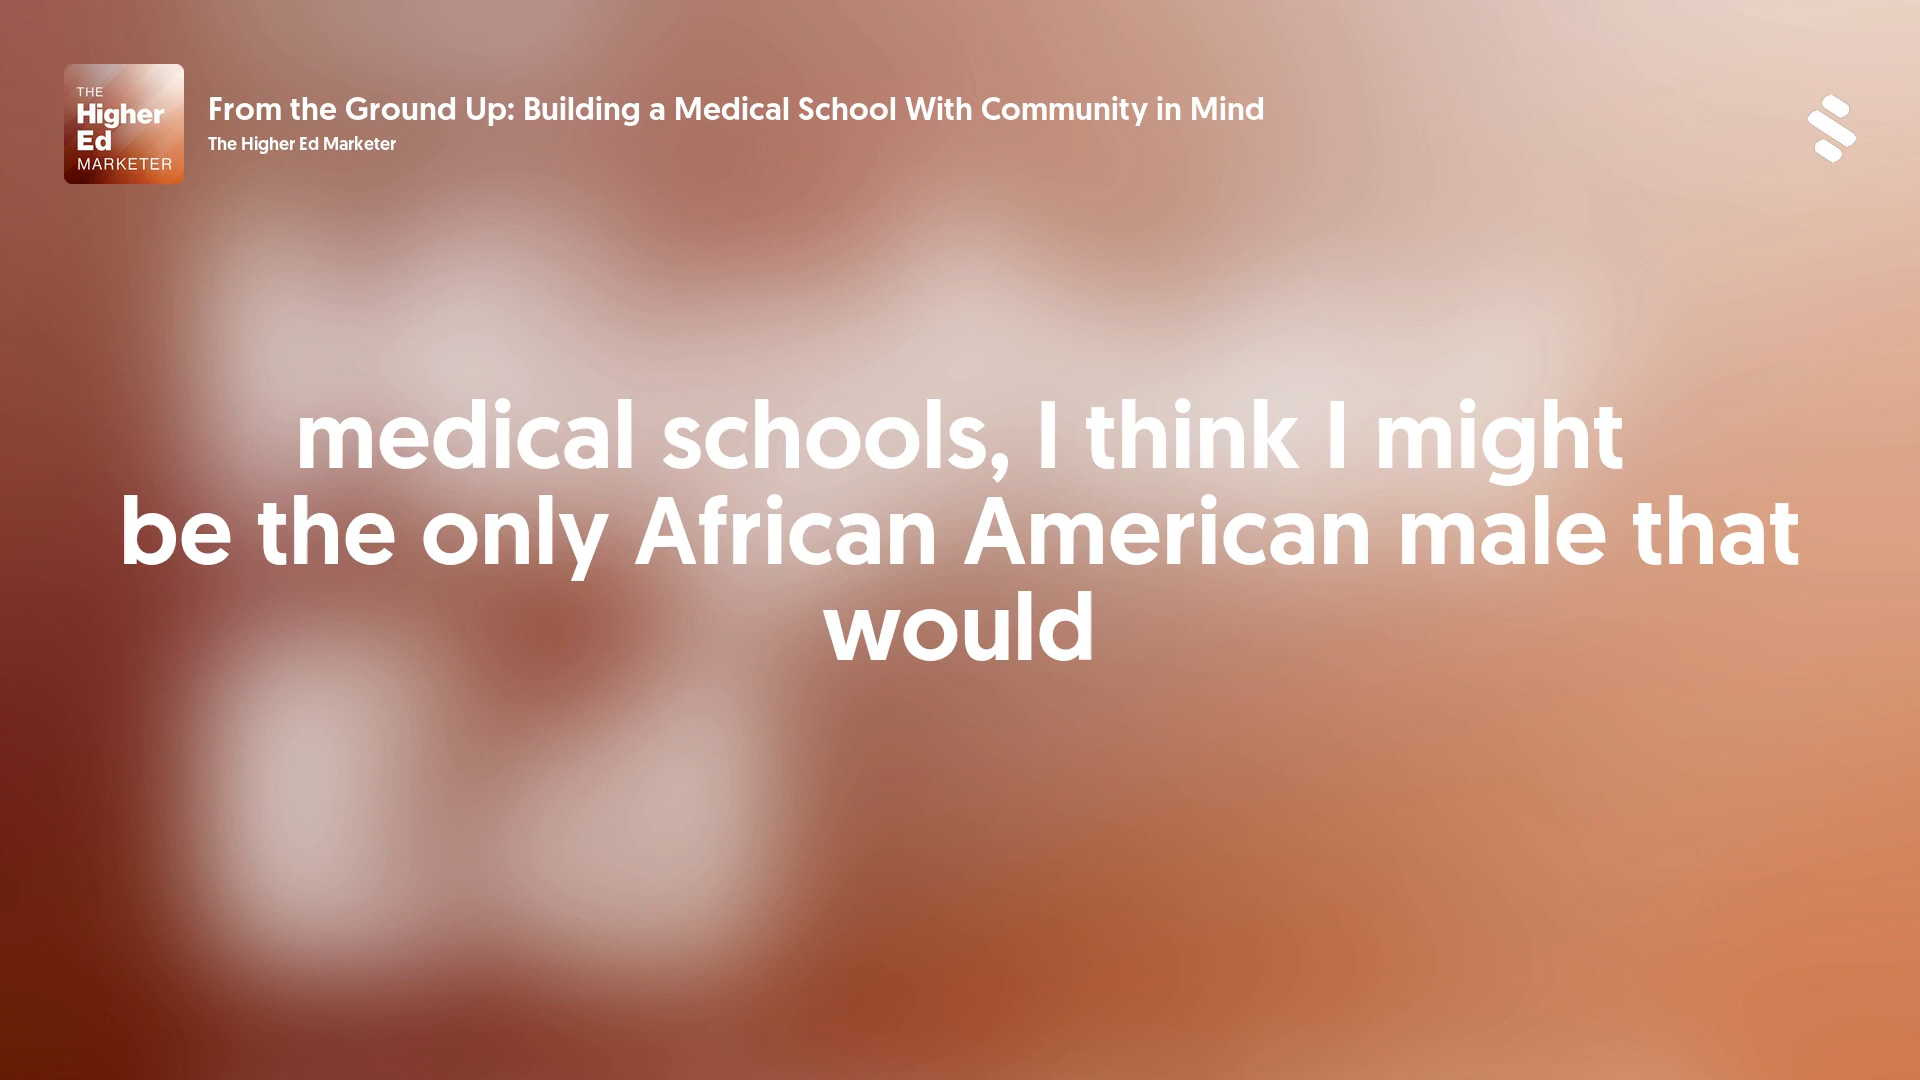 THE
Higher
Ed
MARKETER
From the Ground Up: Building a Medical School With Community in Mind
The Higher Ed Marketer
medical schools, I think I might
be the only African American male that
would